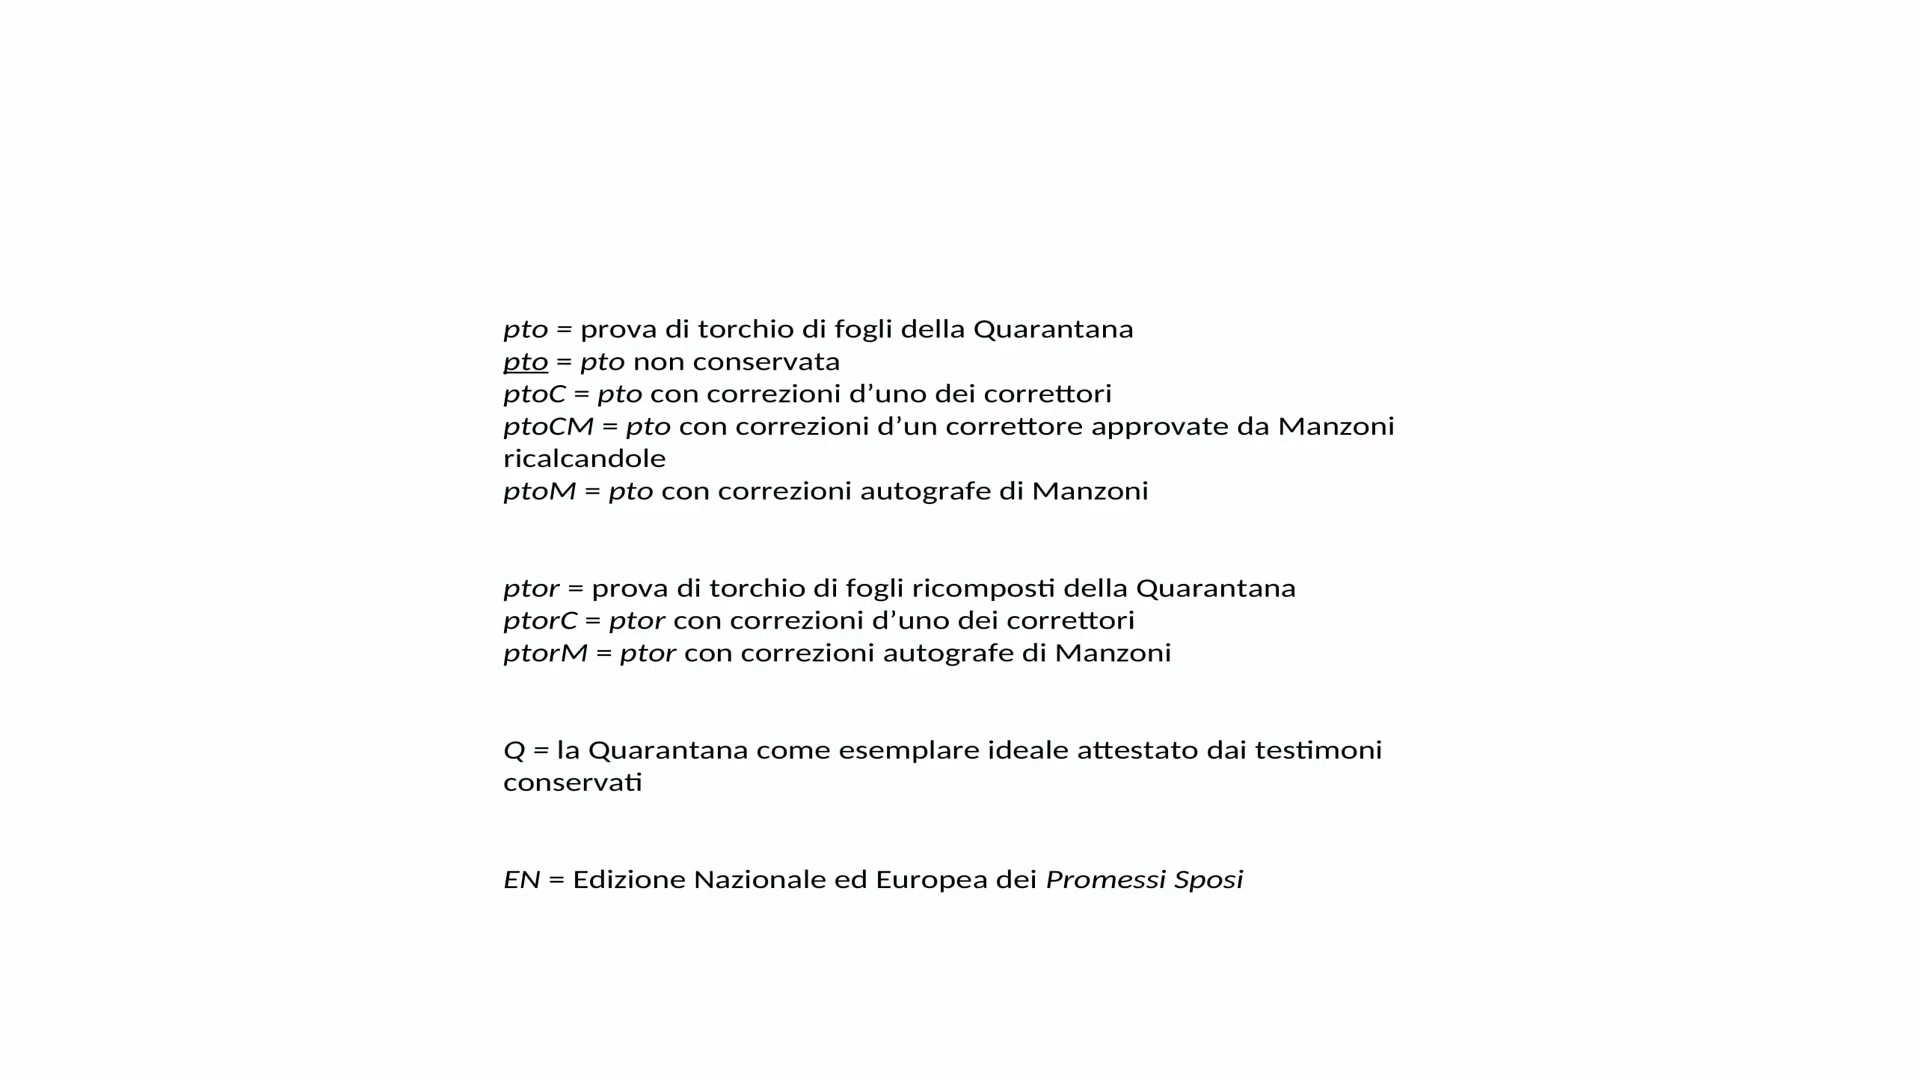 pto = prova di torchio di fogli della Quarantana
pto = pto non conservata
ptoC = pto con correzioni d’uno dei correttori
ptoCM = pto con correzioni d’un correttore approvate da Manzoni
ricalcandole
ptoM = pto con correzioni autografe di Manzoni
ptor = prova di torchio di fogli ricomposti della Quarantana
ptorC = ptor con correzioni d’uno dei correttori
ptorM = ptor con correzioni autografe di Manzoni
Q = la Quarantana come esemplare ideale attestato dai testimoni
conservati
EN = Edizione Nazionale ed Europea dei Promessi Sposi